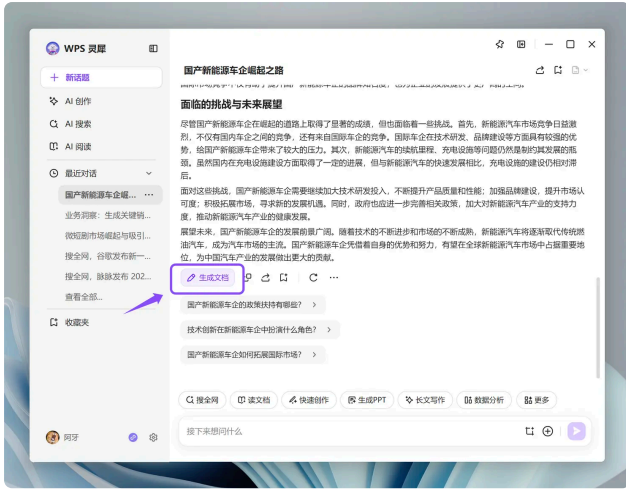 WPS 灵犀
新话题
AI 创作
AI 搜索
AI 阅读
最近对话
国产新能源车企崛...
业务洞察：生成关键销...
微短剧市场崛起与吸引...
搜全网，谷歌发布新一...
搜全网，脉脉发布 202...
查看全部...
收藏夹
阿牙
国产新能源车企崛起之路
面临的挑战与未来展望
尽管国产新能源车企在崛起的道路上取得了显著的成绩，但也面临着一些挑战。首先，新能源汽车市场竞争日益激
烈，不仅有国内车企之间的竞争，还有来自国际车企的竞争。国际车企在技术研发、品牌建设等方面具有较强的优
势，给国产新能源车企带来了较大的压力。其次，新能源汽车的续航里程、充电设施等问题仍然是制约其发展的瓶
颈。虽然国内在充电设施建设方面取得了一定的进展，但与新能源汽车的快速发展相比，充电设施的建设仍相对滞
后。
面对这些挑战，国产新能源车企需要继续加大技术研发投入，不断提升产品质量和性能；加强品牌建设，提升市场认
可度；积极拓展市场，寻求新的发展机遇。同时，政府也应进一步完善相关政策，加大对新能源汽车产业的支持力
度，推动新能源汽车产业的健康发展。
展望未来，国产新能源车企的发展前景广阔。随着技术的不断进步和市场的不断成熟，新能源汽车将逐渐取代传统燃
油汽车，成为汽车市场的主流。国产新能源车企凭借着自身的优势和努力，有望在全球新能源汽车市场中占据重要地
位，为中国汽车产业的发展做出更大的贡献。
生成文档
国产新能源车企的政策扶持有哪些？
技术创新在新能源车企中扮演什么角色？
国产新能源车企如何拓展国际市场？
搜全网
读文档
快速创作
生成PPT
长文写作
数据分析
更多
接下来想问什么